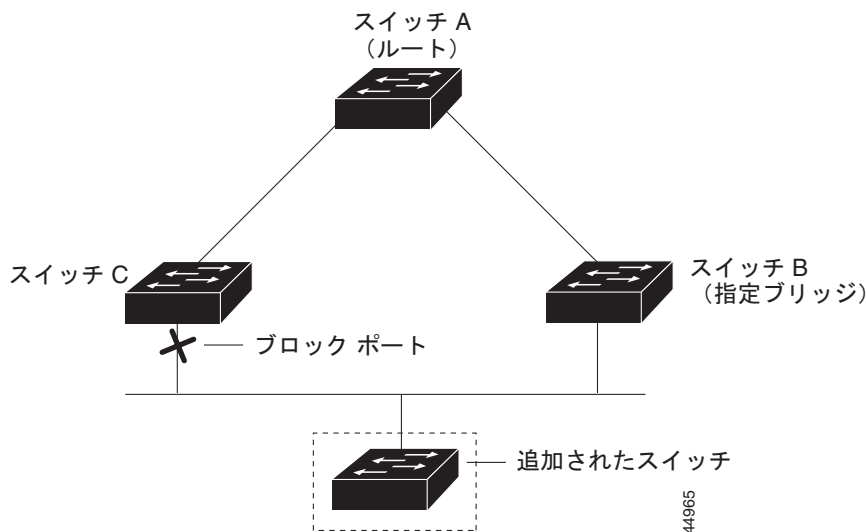 スイッチ A
（ルート）
スイッチ C
スイッチ B
（指定ブリッジ）
ブロック ポート
追加されたスイッチ
44965